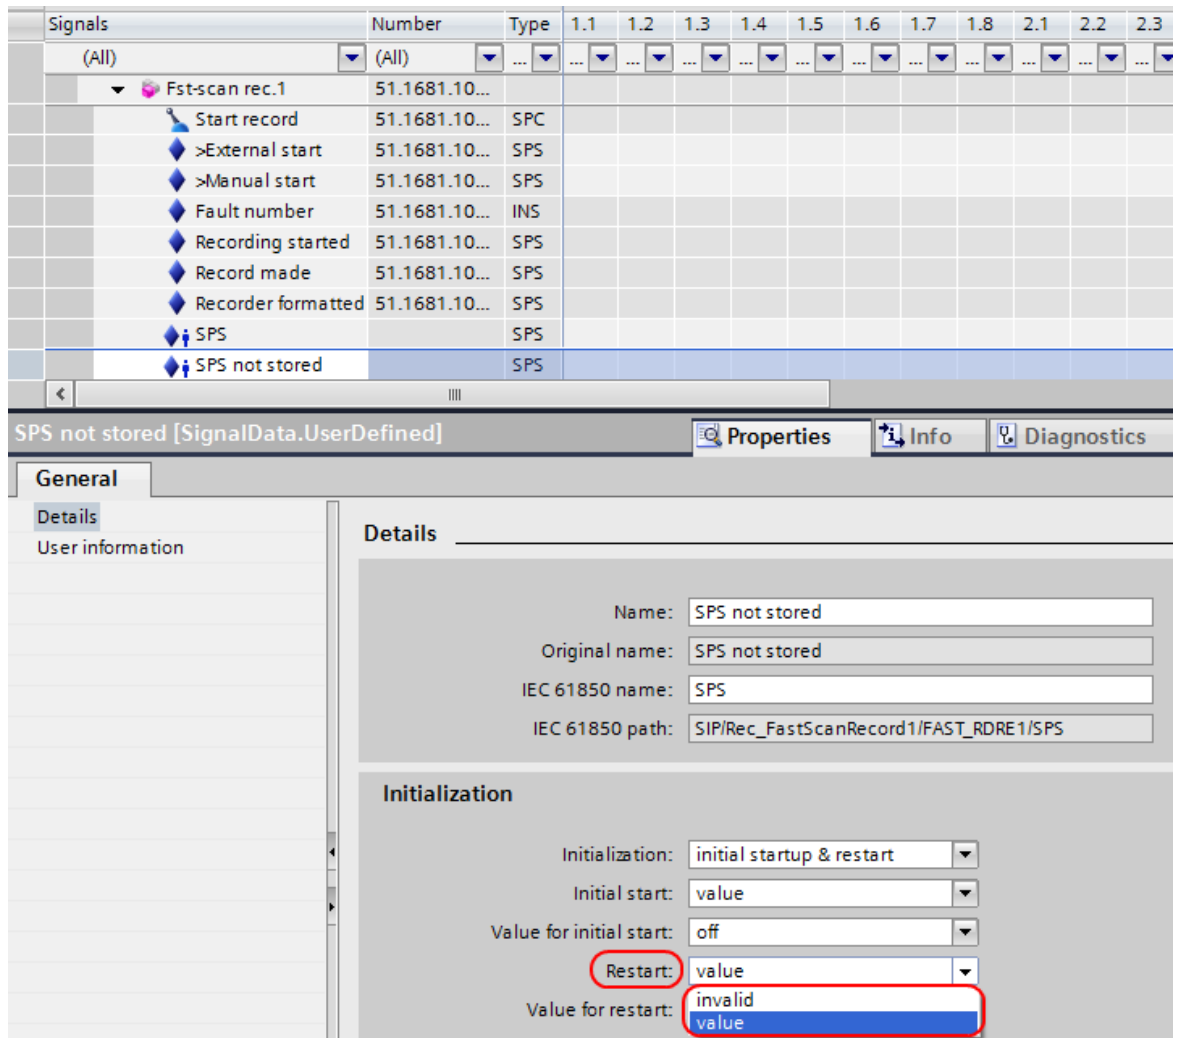 Signals Number Type 1.1 1.2 1.3 1.4 1.5 1.6 1.7 1.8 2.1 2.2 2.3
(All) (All) ... ... ... ... ... ... ... ... ... ... ... ...
Fst-scan rec.1 51.1681.10...
Start record 51.1681.10... SPC
>External start 51.1681.10... SPS
>Manual start 51.1681.10... SPS
Fault number 51.1681.10... INS
Recording started 51.1681.10... SPS
Record made 51.1681.10... SPS
Recorder formatted 51.1681.10... SPS
SPS SPS
SPS not stored SPS
SPS not stored [SignalData.UserDefined] Properties Info Diagnostics
General
Details
User information
Details
Name: SPS not stored
Original name: SPS not stored
IEC 61850 name: SPS
IEC 61850 path: SIP/Rec_FastScanRecord1/FAST_RDRE1/SPS
Initialization
Initialization: initial startup & restart
Initial start: value
Value for initial start: off
Restart: value
Value for restart:
invalid
value